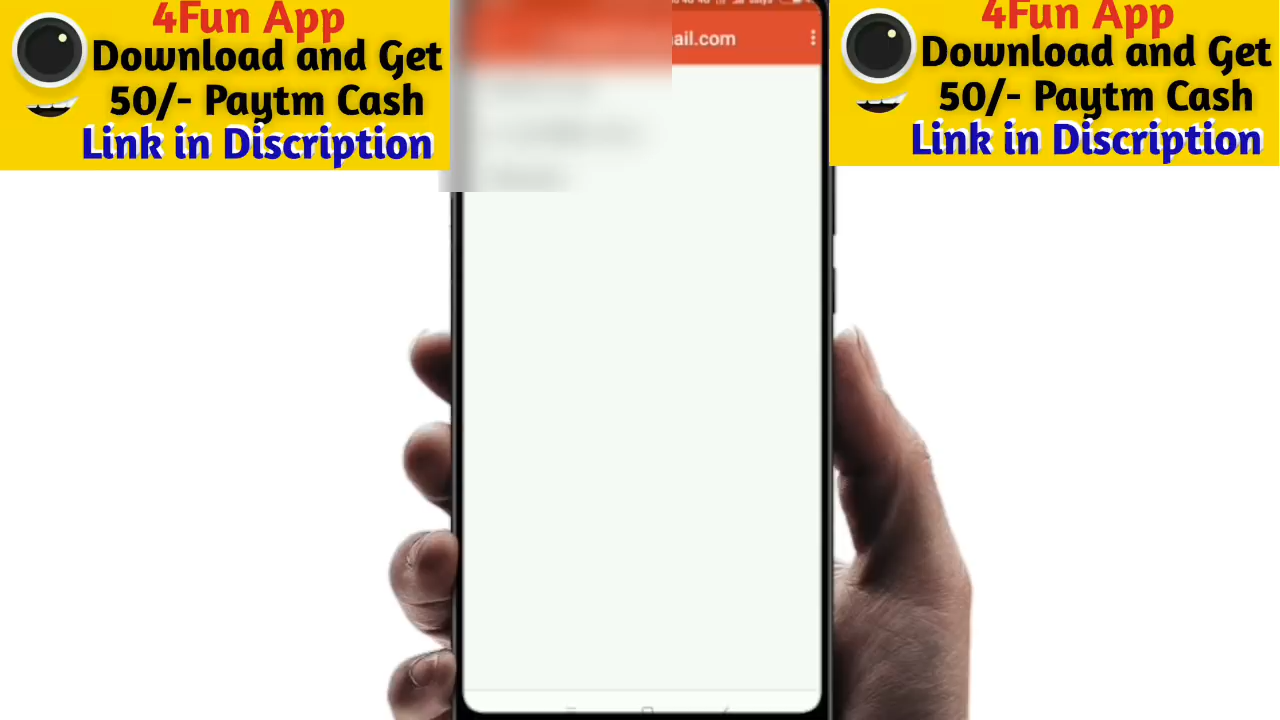 4Fun App
Download and Get
50/- Paytm Cash
Link in Discription
ail.com
4Fun App
Download and Get
50/- Paytm Cash
Link in Discription